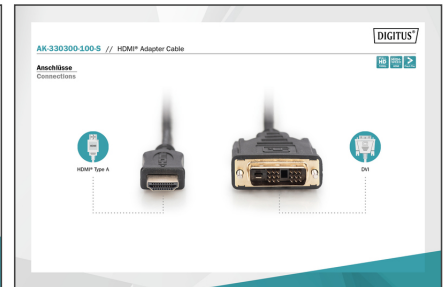 DIGITUS®
AK-330300-100-S // HDMI® Adapter Cable
Anschlüsse
Connections
HDMI® Type A
DVI